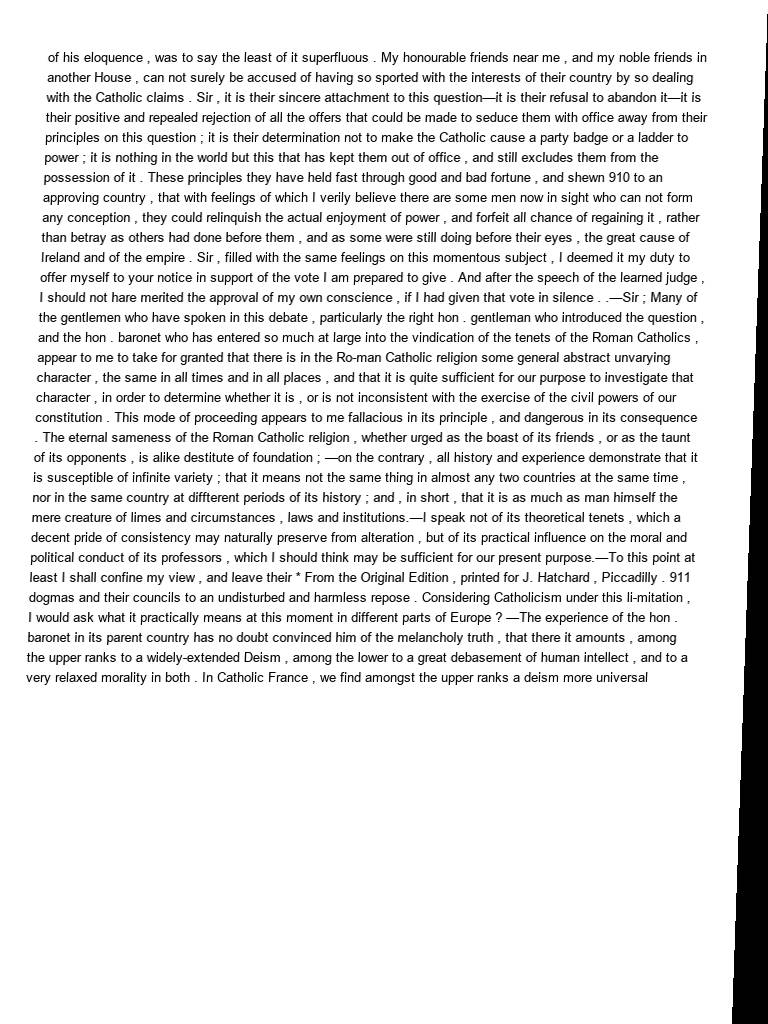 of his eloquence , was to say the least of it superfluous . My honourable friends near me , and my noble friends in
another House , can not surely be accused of having so sported with the interests of their country by so dealing
with the Catholic claims . Sir , it is their sincere attachment to this question—it is their refusal to abandon it—it is
their positive and repealed rejection of all the offers that could be made to seduce them with office away from their
principles on this question ; it is their determination not to make the Catholic cause a party badge or a ladder to
power ; it is nothing in the world but this that has kept them out of office , and still excludes them from the
possession of it . These principles they have held fast through good and bad fortune , and shewn 910 to an
approving country , that with feelings of which I verily believe there are some men now in sight who can not form
any conception , they could relinquish the actual enjoyment of power , and forfeit all chance of regaining it , rather
than betray as others had done before them , and as some were still doing before their eyes , the great cause of
Ireland and of the empire . Sir , filled with the same feelings on this momentous subject , I deemed it my duty to
offer myself to your notice in support of the vote I am prepared to give . And after the speech of the learned judge ,
I should not hare merited the approval of my own conscience , if I had given that vote in silence . .—Sir ; Many of
the gentlemen who have spoken in this debate , particularly the right hon . gentleman who introduced the question ,
and the hon . baronet who has entered so much at large into the vindication of the tenets of the Roman Catholics ,
appear to me to take for granted that there is in the Ro-man Catholic religion some general abstract unvarying
character , the same in all times and in all places , and that it is quite sufficient for our purpose to investigate that
character , in order to determine whether it is , or is not inconsistent with the exercise of the civil powers of our
constitution . This mode of proceeding appears to me fallacious in its principle , and dangerous in its consequence
. The eternal sameness of the Roman Catholic religion , whether urged as the boast of its friends , or as the taunt
of its opponents , is alike destitute of foundation ; —on the contrary , all history and experience demonstrate that it
is susceptible of infinite variety ; that it means not the same thing in almost any two countries at the same time ,
nor in the same country at diffterent periods of its history ; and , in short , that it is as much as man himself the
mere creature of limes and circumstances , laws and institutions.—I speak not of its theoretical tenets , which a
decent pride of consistency may naturally preserve from alteration , but of its practical influence on the moral and
political conduct of its professors , which I should think may be sufficient for our present purpose.—To this point at
least I shall confine my view , and leave their * From the Original Edition , printed for J. Hatchard , Piccadilly . 911
dogmas and their councils to an undisturbed and harmless repose . Considering Catholicism under this li-mitation ,
I would ask what it practically means at this moment in different parts of Europe ? —The experience of the hon .
baronet in its parent country has no doubt convinced him of the melancholy truth , that there it amounts , among
the upper ranks to a widely-extended Deism , among the lower to a great debasement of human intellect , and to a
very relaxed morality in both . In Catholic France , we find amongst the upper ranks a deism more universal